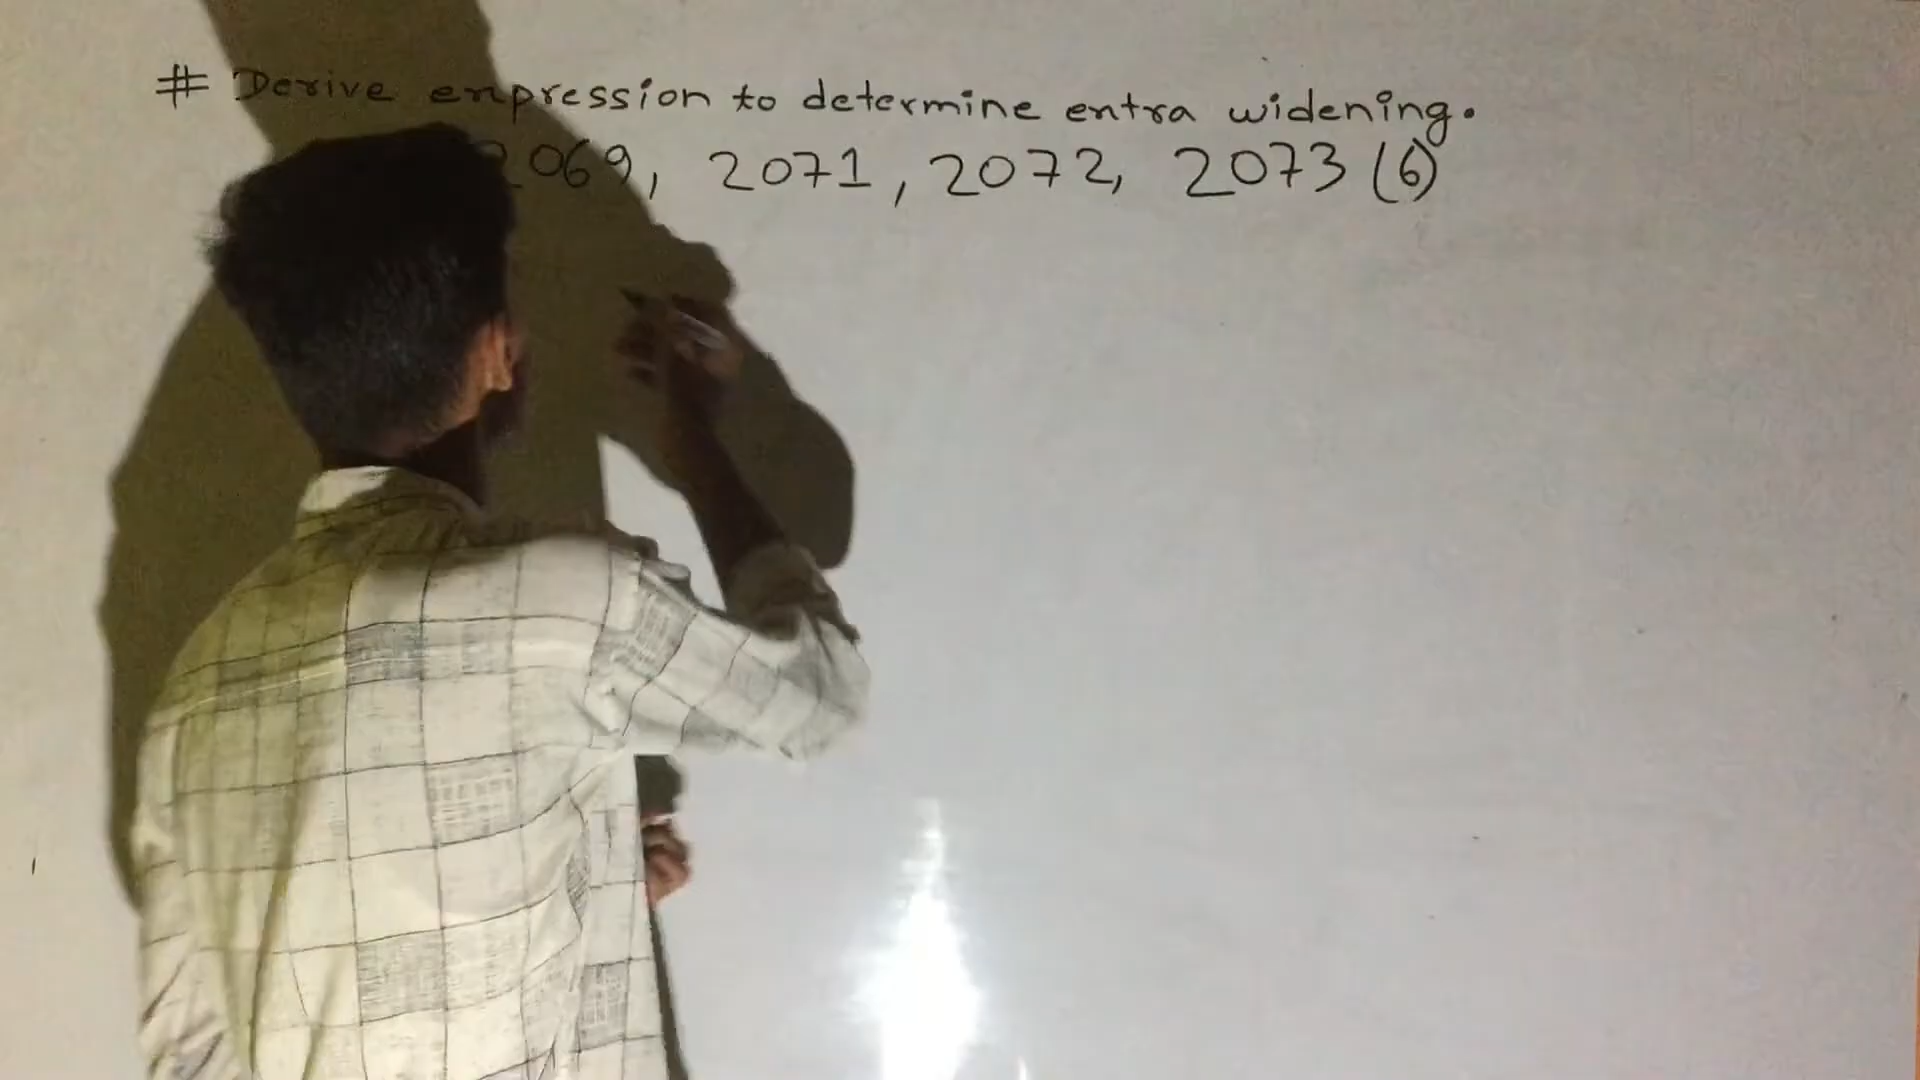 # Derive expression to determine extra widening.
2069, 2071, 2072, 2073 (6)